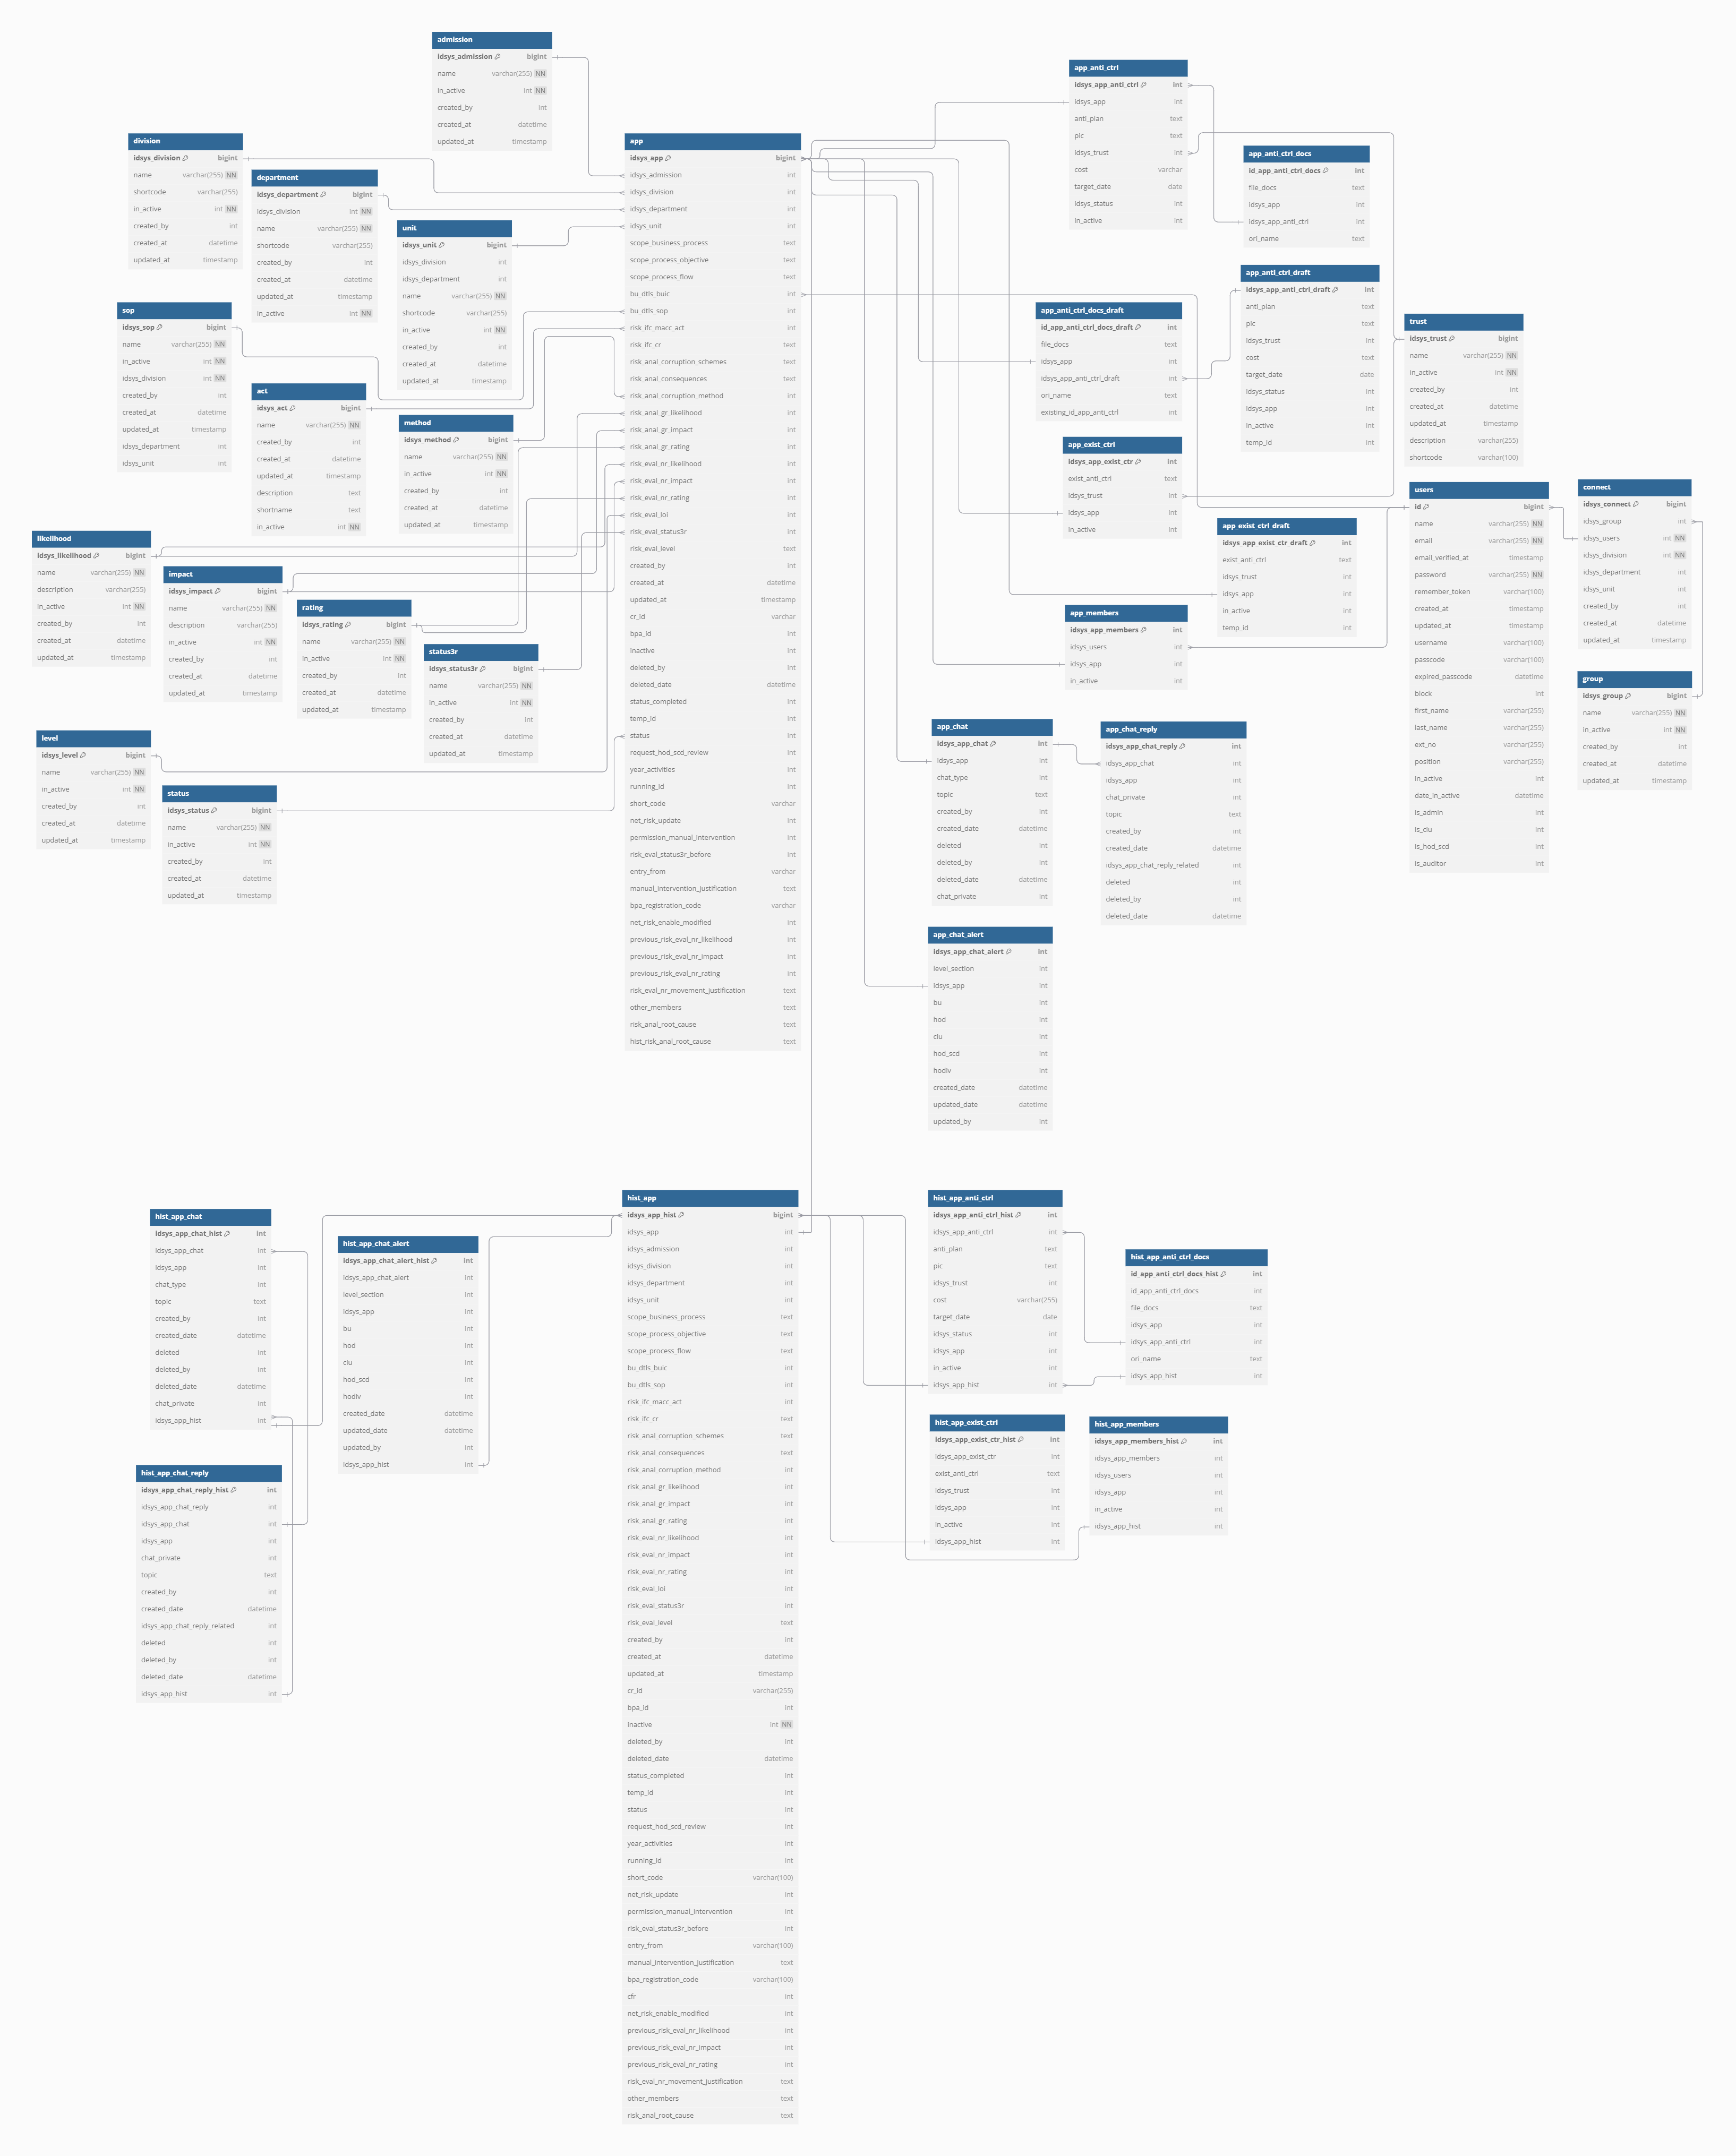 admission
idsys_admission bigint
name varchar(255) NN
in_active int NN
created_by int
created_at datetime
updated_at timestamp
division
idsys_division bigint
name varchar(255) NN
shortcode varchar(255)
in_active int NN
created_by int
created_at datetime
updated_at timestamp
department
idsys_department bigint
idsys_division int NN
name varchar(255) NN
shortcode varchar(255)
created_by int
created_at datetime
updated_at timestamp
in_active int NN
unit
idsys_unit bigint
idsys_division int
idsys_department int
name varchar(255) NN
shortcode varchar(255)
in_active int NN
created_by int
created_at datetime
updated_at timestamp
sop
idsys_sop bigint
name varchar(255) NN
in_active int NN
idsys_division int NN
created_by int
created_at datetime
updated_at timestamp
idsys_department int
idsys_unit int
act
idsys_act bigint
name varchar(255) NN
created_by int
created_at datetime
updated_at timestamp
description text
shortname text
in_active int NN
method
idsys_method bigint
name varchar(255) NN
in_active int NN
created_by int
created_at datetime
updated_at timestamp
likelihood
idsys_likelihood bigint
name varchar(255) NN
description varchar(255)
in_active int NN
created_by int
created_at datetime
updated_at timestamp
impact
idsys_impact bigint
name varchar(255) NN
description varchar(255)
in_active int NN
created_by int
created_at datetime
updated_at timestamp
rating
idsys_rating bigint
name varchar(255) NN
in_active int NN
created_by int
created_at datetime
updated_at timestamp
status3r
idsys_status3r bigint
name varchar(255) NN
in_active int NN
created_by int
created_at datetime
updated_at timestamp
level
idsys_level bigint
name varchar(255) NN
in_active int NN
created_by int
created_at datetime
updated_at timestamp
status
idsys_status bigint
name varchar(255) NN
in_active int NN
created_by int
created_at datetime
updated_at timestamp
app
idsys_app bigint
idsys_admission int
idsys_division int
idsys_department int
idsys_unit int
scope_business_process text
scope_process_objective text
scope_process_flow text
bu_dtls_buic int
bu_dtls_sop int
risk_ifc_macc_act int
risk_ifc_cr text
risk_anal_corruption_schemes text
risk_anal_consequences text
risk_anal_corruption_method int
risk_anal_gr_likelihood int
risk_anal_gr_impact int
risk_anal_gr_rating int
risk_eval_nr_likelihood int
risk_eval_nr_impact int
risk_eval_nr_rating int
risk_eval_loi int
risk_eval_status3r int
risk_eval_level text
created_by int
created_at datetime
updated_at timestamp
cr_id varchar
bpa_id int
inactive int
deleted_by int
deleted_date datetime
status_completed int
temp_id int
status int
request_hod_scd_review int
year_activities int
running_id int
short_code varchar
net_risk_update int
permission_manual_intervention int
risk_eval_status3r_before int
entry_from varchar
manual_intervention_justification text
bpa_registration_code varchar
net_risk_enable_modified int
previous_risk_eval_nr_likelihood int
previous_risk_eval_nr_impact int
previous_risk_eval_nr_rating int
risk_eval_nr_movement_justification text
other_members text
risk_anal_root_cause text
hist_risk_anal_root_cause text
app_anti_ctrl
idsys_app_anti_ctrl int
idsys_app int
anti_plan text
pic text
idsys_trust int
cost varchar
target_date date
idsys_status int
in_active int
app_anti_ctrl_docs
id_app_anti_ctrl_docs int
file_docs text
idsys_app int
idsys_app_anti_ctrl int
ori_name text
app_anti_ctrl_draft
idsys_app_anti_ctrl_draft int
anti_plan text
pic text
idsys_trust int
cost text
target_date date
idsys_status int
idsys_app int
in_active int
temp_id int
app_anti_ctrl_docs_draft
id_app_anti_ctrl_docs_draft int
file_docs text
idsys_app int
idsys_app_anti_ctrl_draft int
ori_name text
existing_id_app_anti_ctrl int
trust
idsys_trust bigint
name varchar(255) NN
in_active int NN
created_by int
created_at datetime
updated_at timestamp
description varchar(255)
shortcode varchar(100)
app_exist_ctrl
idsys_app_exist_ctr int
exist_anti_ctrl text
idsys_trust int
idsys_app int
in_active int
app_exist_ctrl_draft
idsys_app_exist_ctr_draft int
exist_anti_ctrl text
idsys_trust int
idsys_app int
in_active int
temp_id int
app_members
idsys_app_members int
idsys_users int
idsys_app int
in_active int
users
id bigint
name varchar(255) NN
email varchar(255) NN
email_verified_at timestamp
password varchar(255) NN
remember_token varchar(100)
created_at timestamp
updated_at timestamp
username varchar(100)
passcode varchar(100)
expired_passcode datetime
block int
first_name varchar(255)
last_name varchar(255)
ext_no varchar(255)
position varchar(255)
in_active int
date_in_active datetime
is_admin int
is_ciu int
is_hod_scd int
is_auditor int
connect
idsys_connect bigint
idsys_group int
idsys_users int NN
idsys_division int NN
idsys_department int
idsys_unit int
created_by int
created_at datetime
updated_at timestamp
group
idsys_group bigint
name varchar(255) NN
in_active int NN
created_by int
created_at datetime
updated_at timestamp
app_chat
idsys_app_chat int
idsys_app int
chat_type int
topic text
created_by int
created_date datetime
deleted int
deleted_by int
deleted_date datetime
chat_private int
app_chat_reply
idsys_app_chat_reply int
idsys_app_chat int
idsys_app int
chat_private int
topic text
created_by int
created_date datetime
idsys_app_chat_reply_related int
deleted int
deleted_by int
deleted_date datetime
app_chat_alert
idsys_app_chat_alert int
level_section int
idsys_app int
bu int
hod int
ciu int
hod_scd int
hodiv int
created_date datetime
updated_date datetime
updated_by int
hist_app_chat
idsys_app_chat_hist int
idsys_app_chat int
idsys_app int
chat_type int
topic text
created_by int
created_date datetime
deleted int
deleted_by int
deleted_date datetime
chat_private int
idsys_app_hist int
hist_app_chat_alert
idsys_app_chat_alert_hist int
idsys_app_chat_alert int
level_section int
idsys_app int
bu int
hod int
ciu int
hod_scd int
hodiv int
created_date datetime
updated_date datetime
updated_by int
idsys_app_hist int
hist_app_chat_reply
idsys_app_chat_reply_hist int
idsys_app_chat_reply int
idsys_app_chat int
idsys_app int
chat_private int
topic text
created_by int
created_date datetime
idsys_app_chat_reply_related int
deleted int
deleted_by int
deleted_date datetime
idsys_app_hist int
hist_app
idsys_app_hist bigint
idsys_app int
idsys_admission int
idsys_division int
idsys_department int
idsys_unit int
scope_business_process text
scope_process_objective text
scope_process_flow text
bu_dtls_buic int
bu_dtls_sop int
risk_ifc_macc_act int
risk_ifc_cr text
risk_anal_corruption_schemes text
risk_anal_consequences text
risk_anal_corruption_method int
risk_anal_gr_likelihood int
risk_anal_gr_impact int
risk_anal_gr_rating int
risk_eval_nr_likelihood int
risk_eval_nr_impact int
risk_eval_nr_rating int
risk_eval_loi int
risk_eval_status3r int
risk_eval_level text
created_by int
created_at datetime
updated_at timestamp
cr_id varchar(255)
bpa_id int
inactive int NN
deleted_by int
deleted_date datetime
status_completed int
temp_id int
status int
request_hod_scd_review int
year_activities int
running_id int
short_code varchar(100)
net_risk_update int
permission_manual_intervention int
risk_eval_status3r_before int
entry_from varchar(100)
manual_intervention_justification text
bpa_registration_code varchar(100)
cfr int
net_risk_enable_modified int
previous_risk_eval_nr_likelihood int
previous_risk_eval_nr_impact int
previous_risk_eval_nr_rating int
risk_eval_nr_movement_justification text
other_members text
risk_anal_root_cause text
hist_app_anti_ctrl
idsys_app_anti_ctrl_hist int
idsys_app_anti_ctrl int
anti_plan text
pic text
idsys_trust int
cost varchar(255)
target_date date
idsys_status int
idsys_app int
in_active int
idsys_app_hist int
hist_app_anti_ctrl_docs
id_app_anti_ctrl_docs_hist int
id_app_anti_ctrl_docs int
file_docs text
idsys_app int
idsys_app_anti_ctrl int
ori_name text
idsys_app_hist int
hist_app_exist_ctrl
idsys_app_exist_ctr_hist int
idsys_app_exist_ctr int
exist_anti_ctrl text
idsys_trust int
idsys_app int
in_active int
idsys_app_hist int
hist_app_members
idsys_app_members_hist int
idsys_app_members int
idsys_users int
idsys_app int
in_active int
idsys_app_hist int